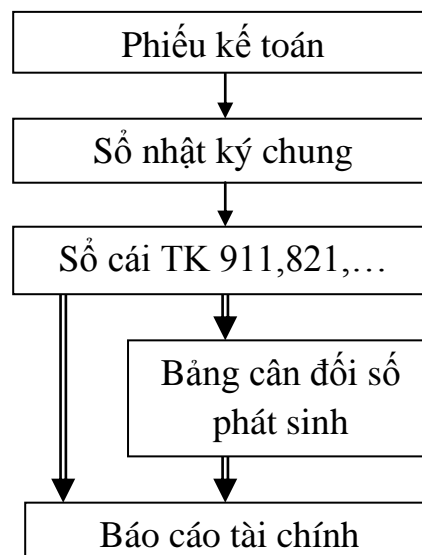 Phiếu kế toán
Sổ nhật ký chung
Sổ cái TK 911,821,…
Bảng cân đối số
phát sinh
Báo cáo tài chính